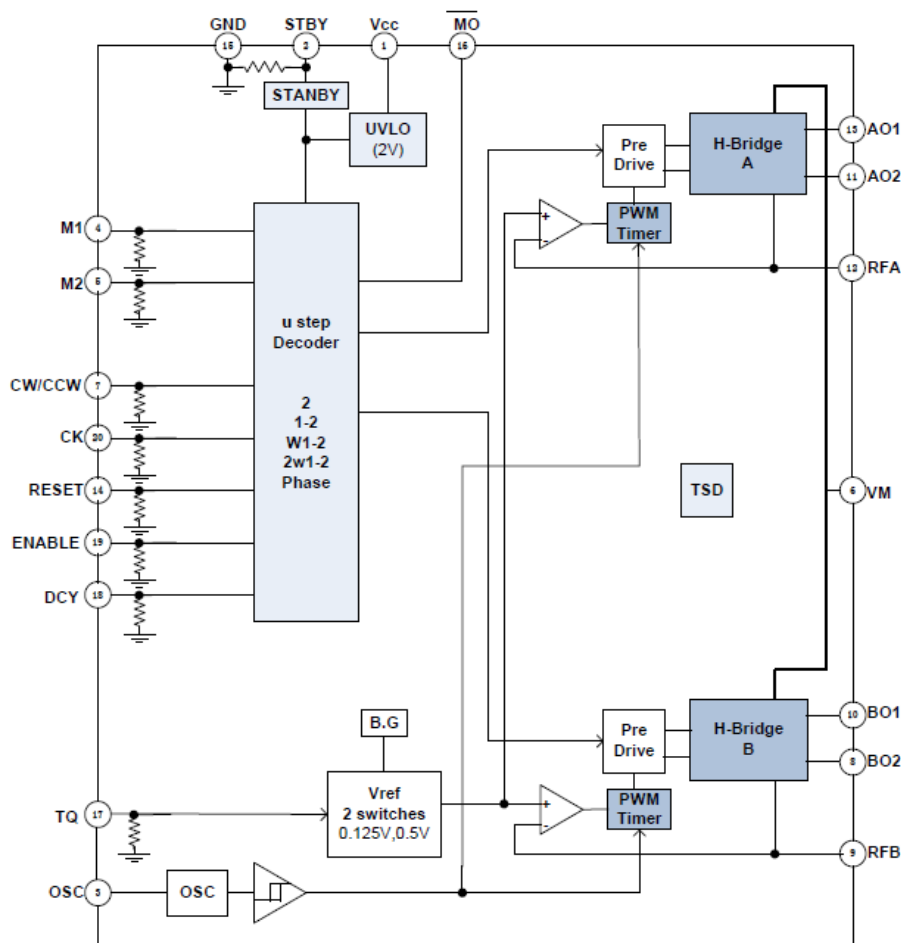 GND
STBY
Vcc
MO
15
2
1
16
STANBY
UVLO
(2V)
Pre
Drive
H-Bridge
A
13
AO1
11
AO2
PWM
Timer
+
-
12
RFA
M1
4
M2
5
u step
Decoder
2
1-2
W1-2
2w1-2
Phase
CW/CCW
7
CK
20
RESET
14
ENABLE
19
DCY
18
TSD
6
VM
B.G
Pre
Drive
H-Bridge
B
10
BO1
8
BO2
TQ
17
Vref
2 switches
0.125V,0.5V
+
-
PWM
Timer
9
RFB
OSC
3
OSC